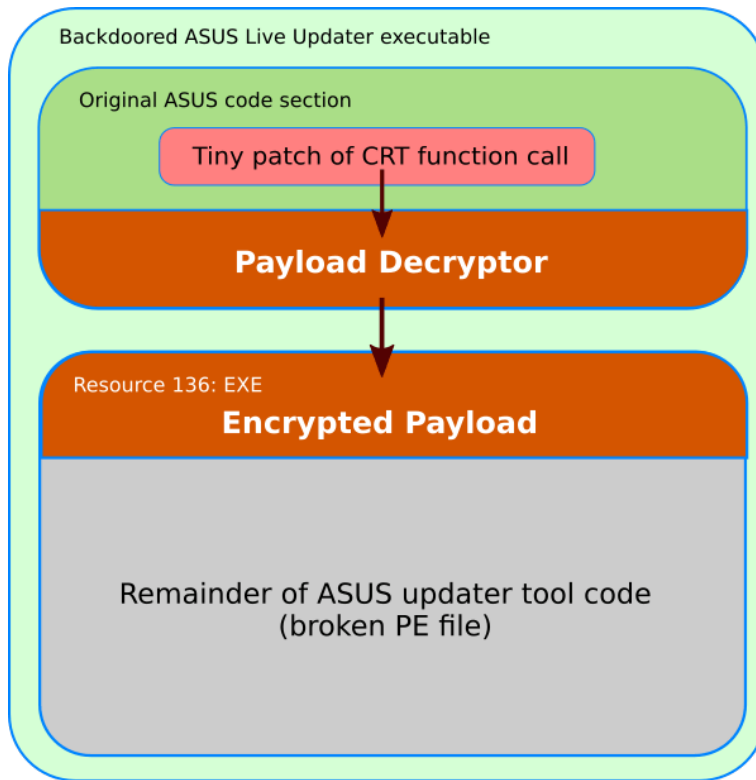 Backdoored ASUS Live Updater executable
Original ASUS code section
Tiny patch of CRT function call
Payload Decryptor
Resource 136: EXE
Encrypted Payload
Remainder of ASUS updater tool code
(broken PE file)